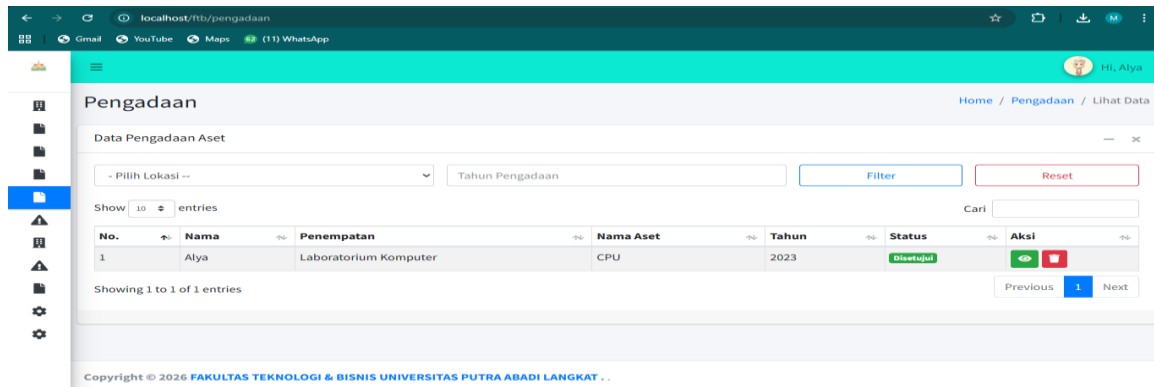 localhost/ftb/pengadaan M
Gmail YouTube Maps 62 (11) WhatsApp
Hi, Alya
Pengadaan Home / Pengadaan / Lihat Data
Data Pengadaan Aset
- Pilih Lokasi -- Tahun Pengadaan Filter Reset
Show 10 entries Cari
No. Nama Penempatan Nama Aset Tahun Status Aksi
1 Alya Laboratorium Komputer CPU 2023 Disetujui
Showing 1 to 1 of 1 entries Previous 1 Next
Copyright © 2026 FAKULTAS TEKNOLOGI & BISNIS UNIVERSITAS PUTRA ABADI LANGKAT . .